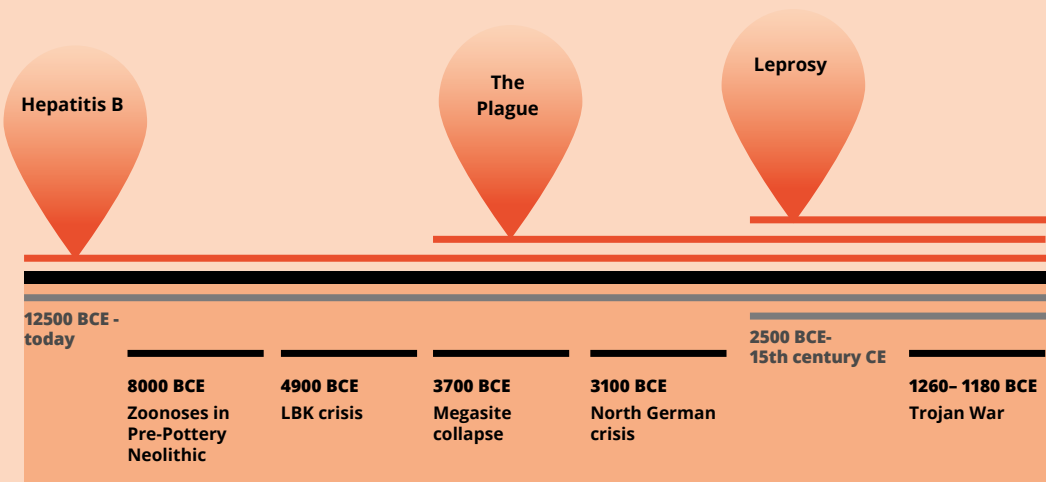 Hepatitis B
The
Plague
Leprosy
12500 BCE -
today
2500 BCE-
15th century CE
8000 BCE
Zoonoses in
Pre-Pottery
Neolithic
4900 BCE
LBK crisis
3700 BCE
Megasite
collapse
3100 BCE
North German
crisis
1260– 1180 BCE
Trojan War